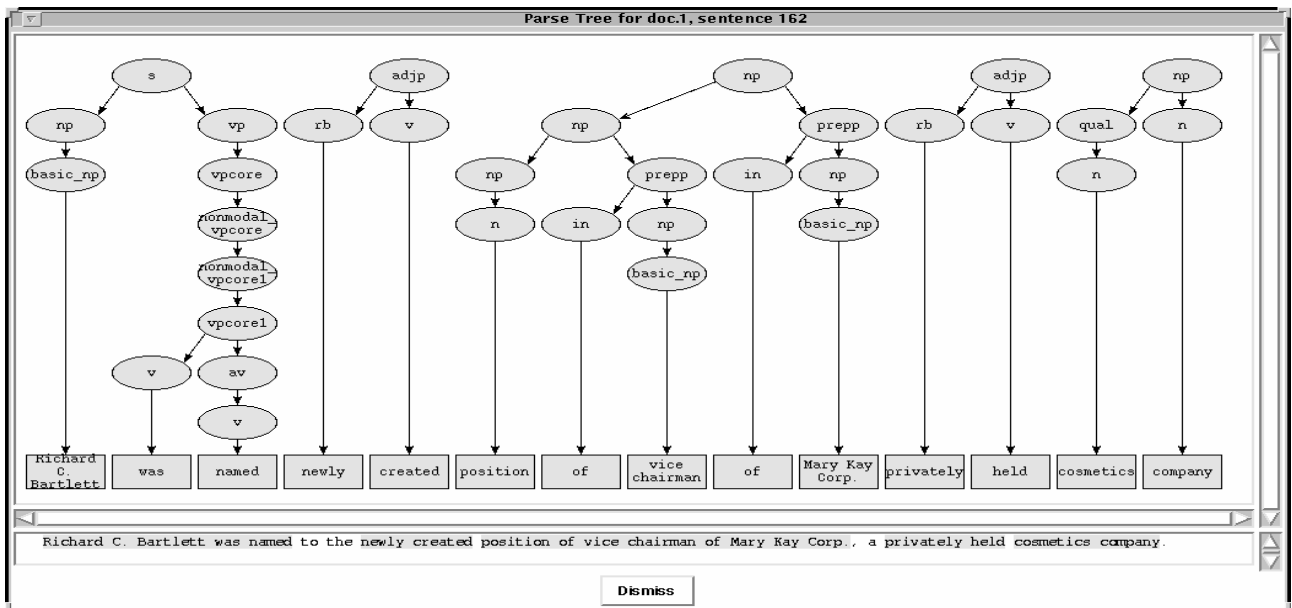 Parse Tree for doc.1, sentence 162
s adjp np adjp np
np vp rb v np prepp rb v qual n
basic_np vpcore np prepp in np n
nonmodal_ n in np basic_np
vpcore
nonmodal_ basic_np
vpcore1
vpcore1
v av
v
Richard
C.
Bartlett was named newly created position of vice
chairman of Mary Kay
Corp. privately held cosmetics company
Richard C. Bartlett was named to the newly created position of vice chairman of Mary Kay Corp., a privately held cosmetics company.
Dismiss